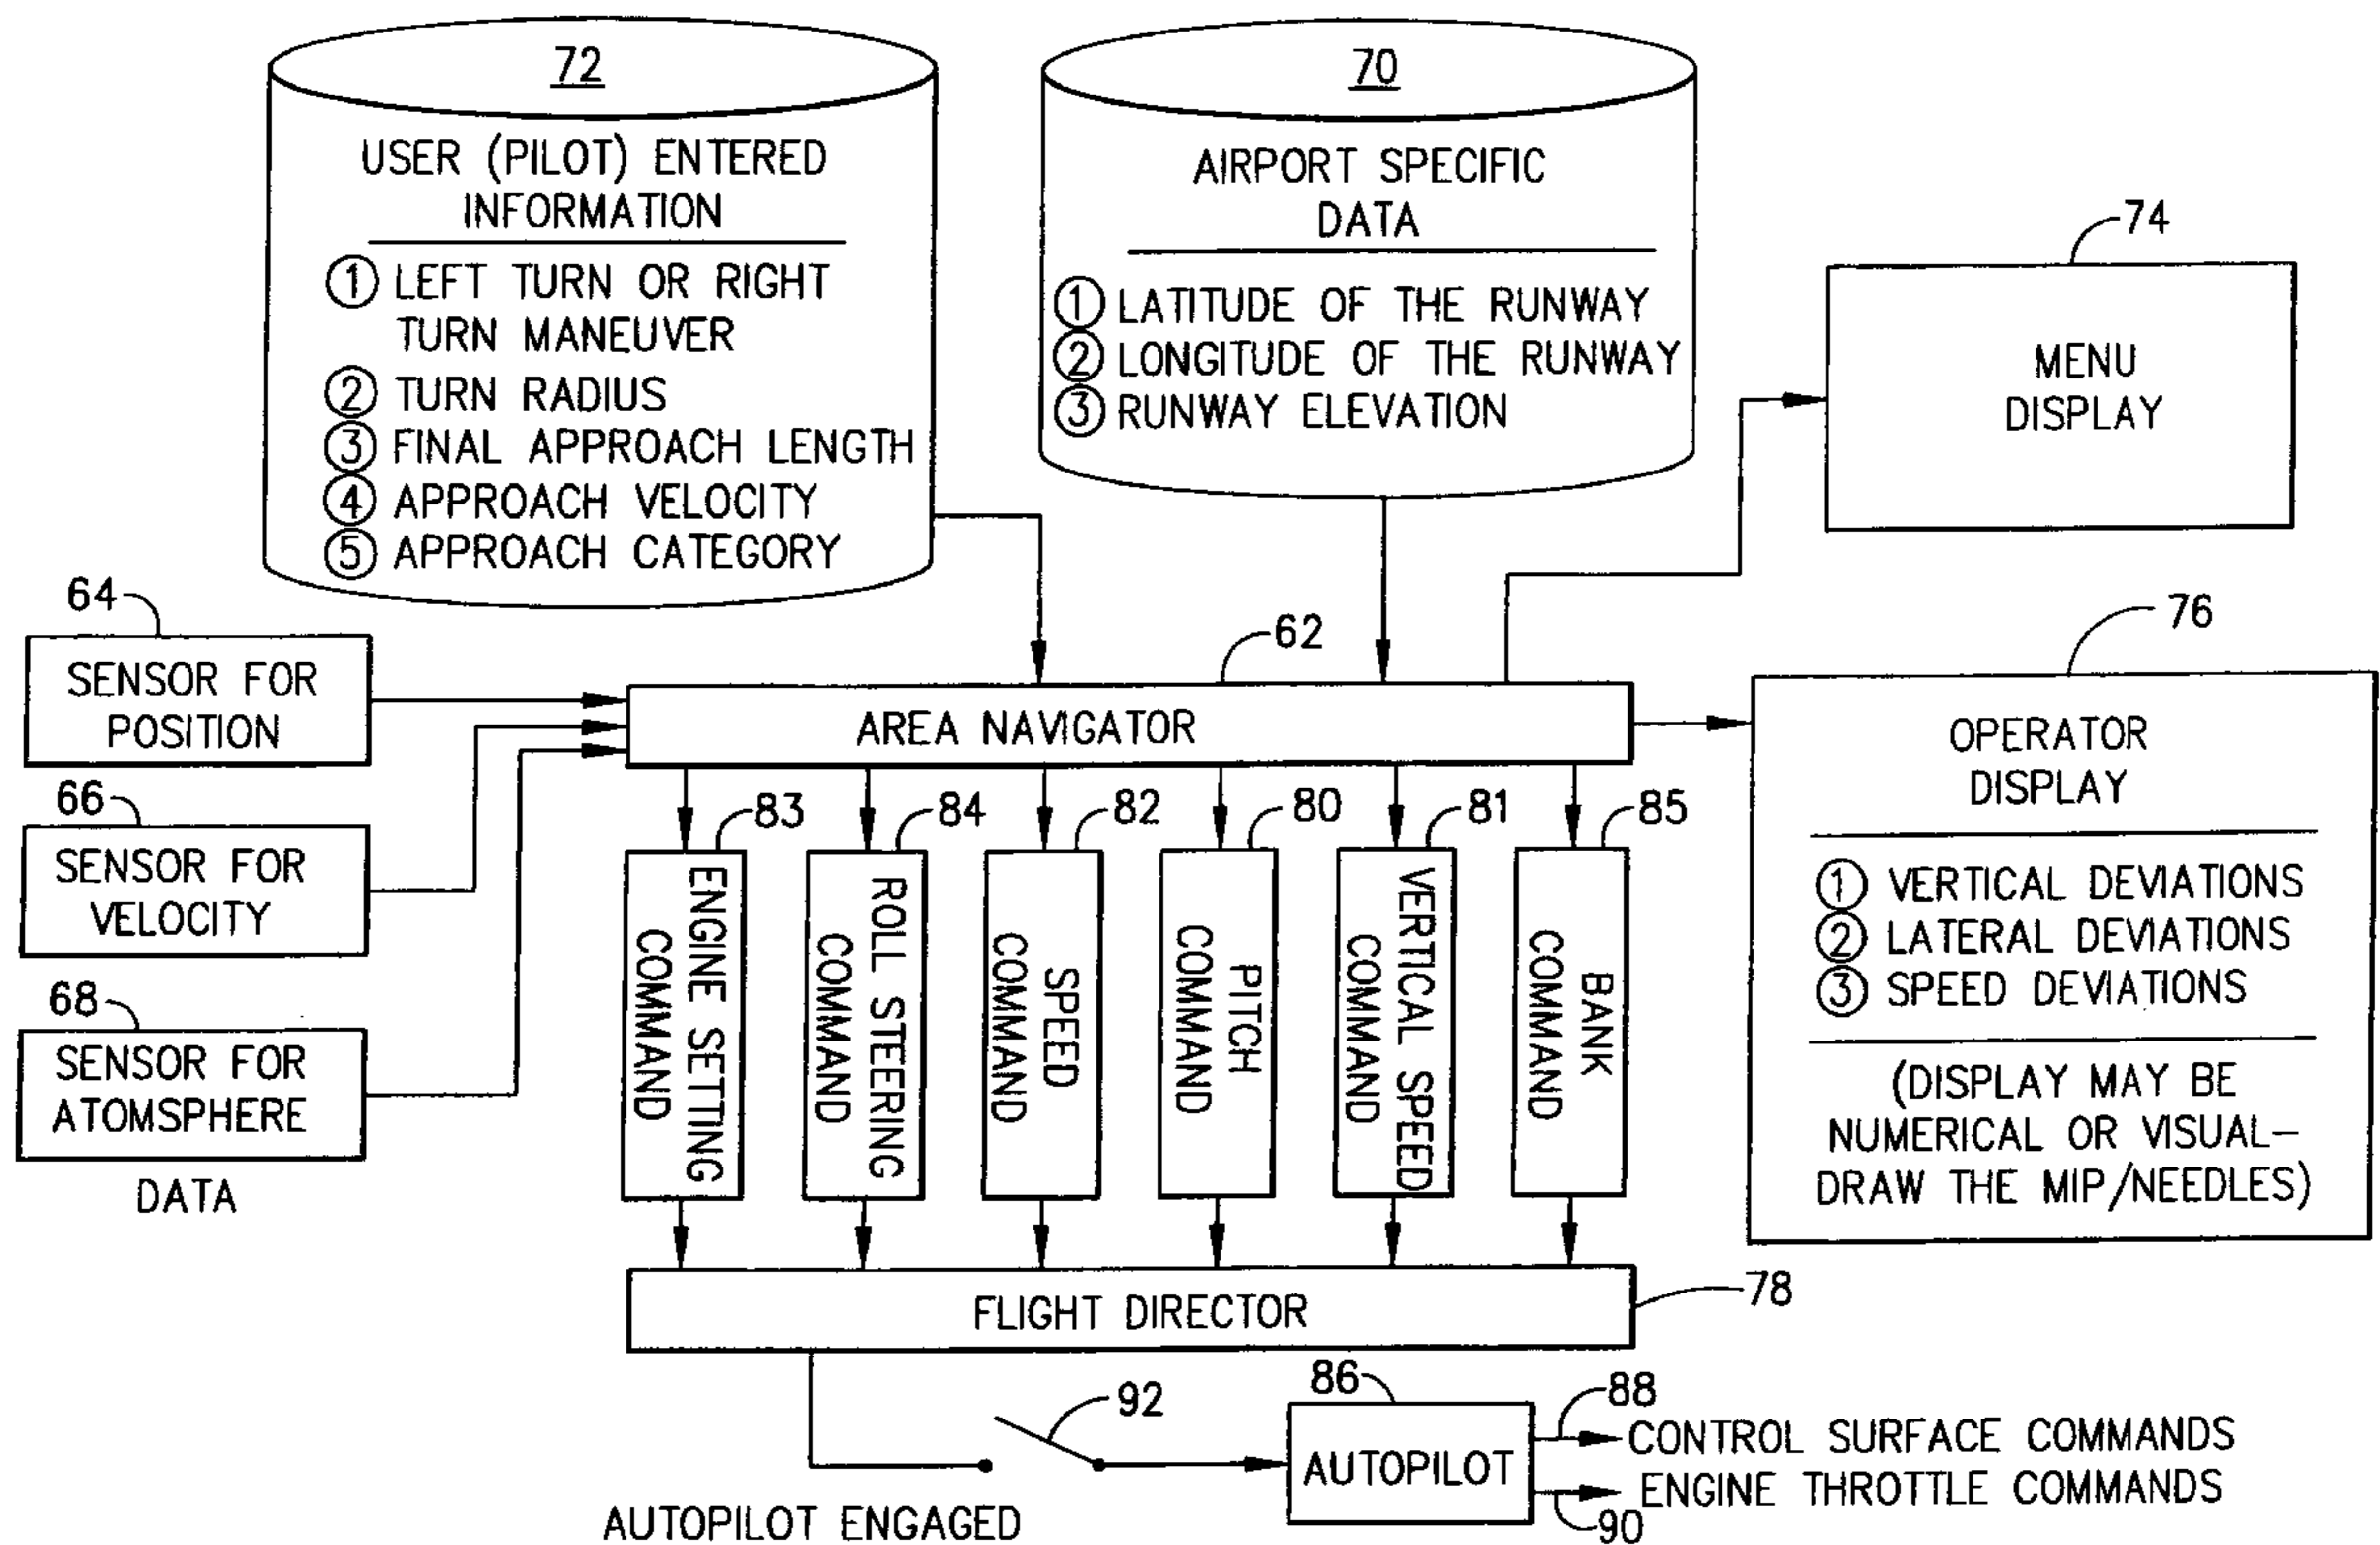 72
USER (PILOT) ENTERED
INFORMATION
① LEFT TURN OR RIGHT
TURN MANEUVER
② TURN RADIUS
③ FINAL APPROACH LENGTH
④ APPROACH VELOCITY
⑤ APPROACH CATEGORY
70
AIRPORT SPECIFIC
DATA
① LATITUDE OF THE RUNWAY
② LONGITUDE OF THE RUNWAY
③ RUNWAY ELEVATION
74
MENU
DISPLAY
64
SENSOR FOR
POSITION
66
SENSOR FOR
VELOCITY
68
SENSOR FOR
ATOMSPHERE
DATA
62
AREA NAVIGATOR
76
OPERATOR
DISPLAY
① VERTICAL DEVIATIONS
② LATERAL DEVIATIONS
③ SPEED DEVIATIONS
(DISPLAY MAY BE
NUMERICAL OR VISUAL-
DRAW THE MIP/NEEDLES)
83
ENGINE SETTING
COMMAND
84
ROLL STEERING
COMMAND
82
SPEED
COMMAND
80
PITCH
COMMAND
81
VERTICAL SPEED
COMMAND
85
BANK
COMMAND
FLIGHT DIRECTOR
78
92
AUTOPILOT ENGAGED
86
AUTOPILOT
88
CONTROL SURFACE COMMANDS
ENGINE THROTTLE COMMANDS
90